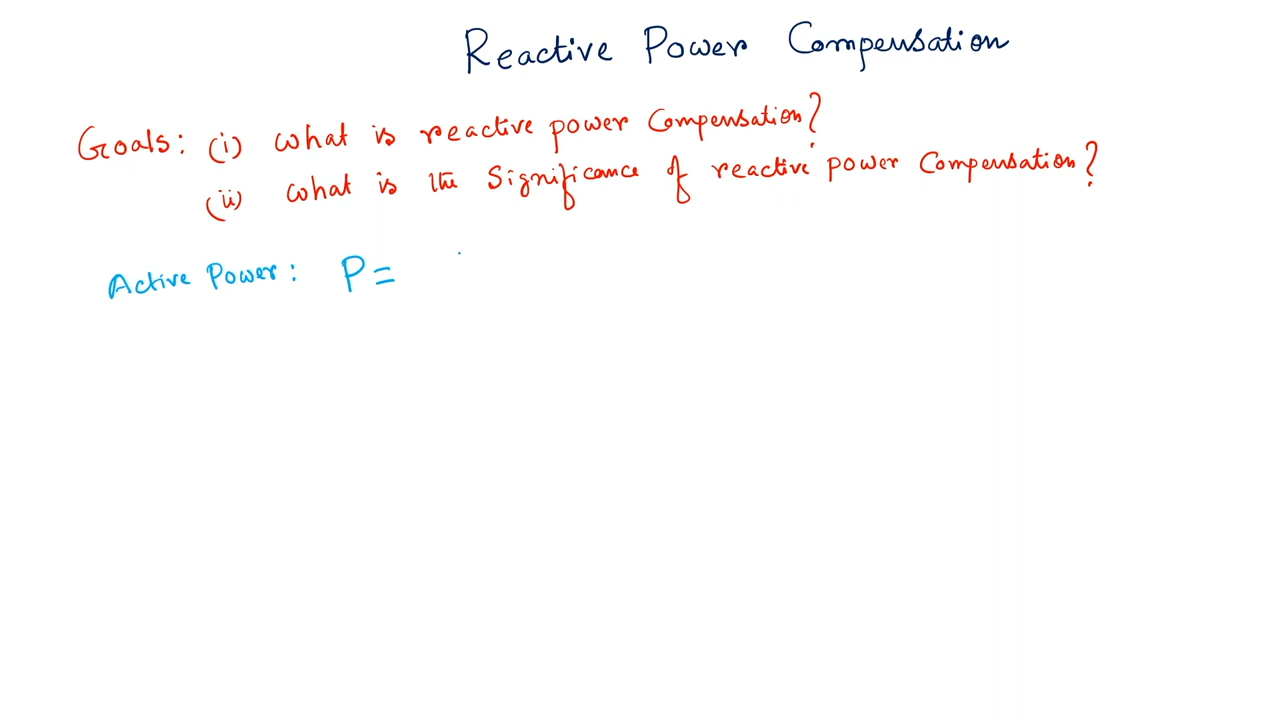 Reactive Power Compensation
Goals: (i) What is reactive power Compensation?
(ii) What is the Significance of reactive power Compensation?
Active Power: P=